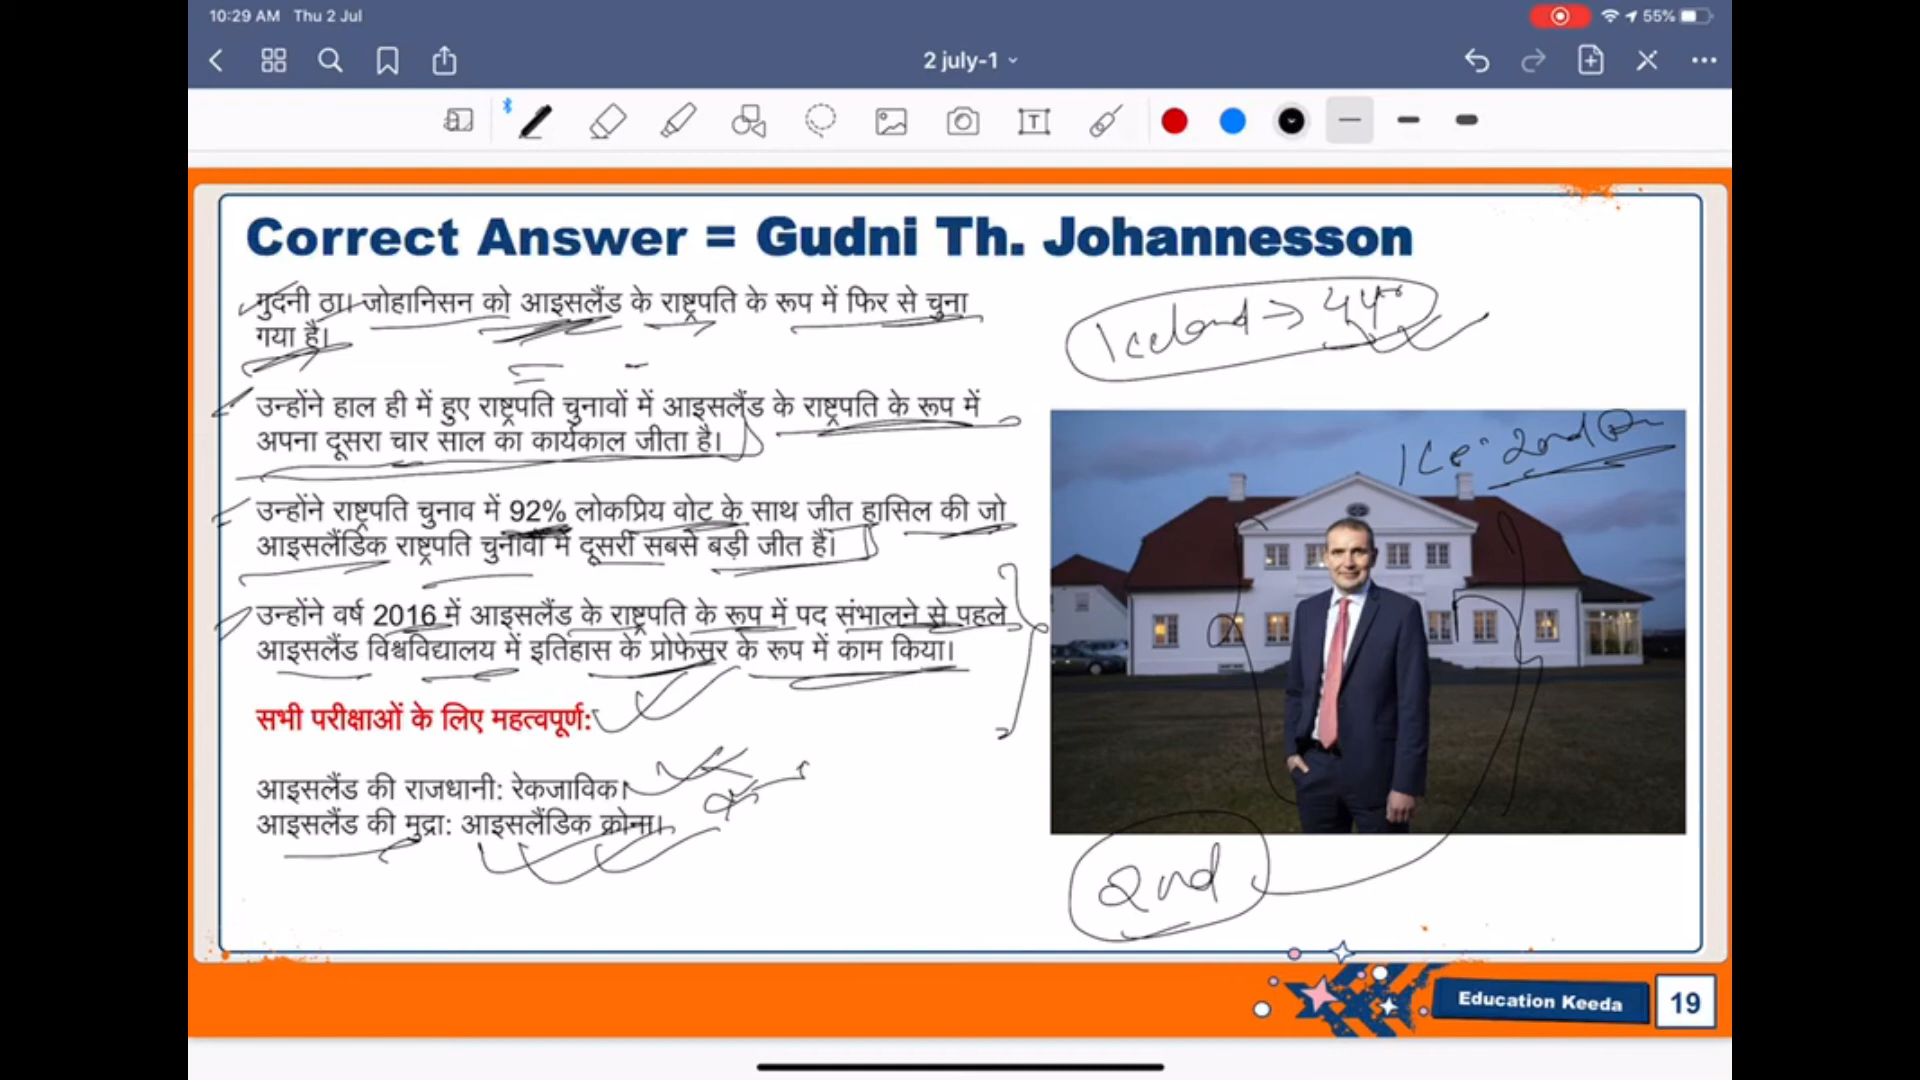 10:29 AM Thu 2 Jul
55%
2 july-1
T
Correct Answer = Gudni Th. Johannesson
गुदनी ठा। जोहानिसन को आइसलैंड के राष्ट्रपति के रूप में फिर से चुना
गया है।
Iceland → 4 yr
उन्होंने हाल ही में हुए राष्ट्रपति चुनावों में आइसलैंड के राष्ट्रपति के रूप में
अपना दूसरा चार साल का कार्यकाल जीता है।
उन्होंने राष्ट्रपति चुनाव में 92% लोकप्रिय वोट के साथ जीत हासिल की जो
आइसलैंडिक राष्ट्रपति चुनावों में दूसरी सबसे बड़ी जीत है।
उन्होंने वर्ष 2016 में आइसलैंड के राष्ट्रपति के रूप में पद संभालने से पहले
आइसलैंड विश्वविद्यालय में इतिहास के प्रोफेसर के रूप में काम किया।
सभी परीक्षाओं के लिए महत्वपूर्ण:
आइसलैंड की राजधानी: रेकजाविक।
आइसलैंड की मुद्रा: आइसलैंडिक क्रोना।
2nd
2nd
Education Keeda
19